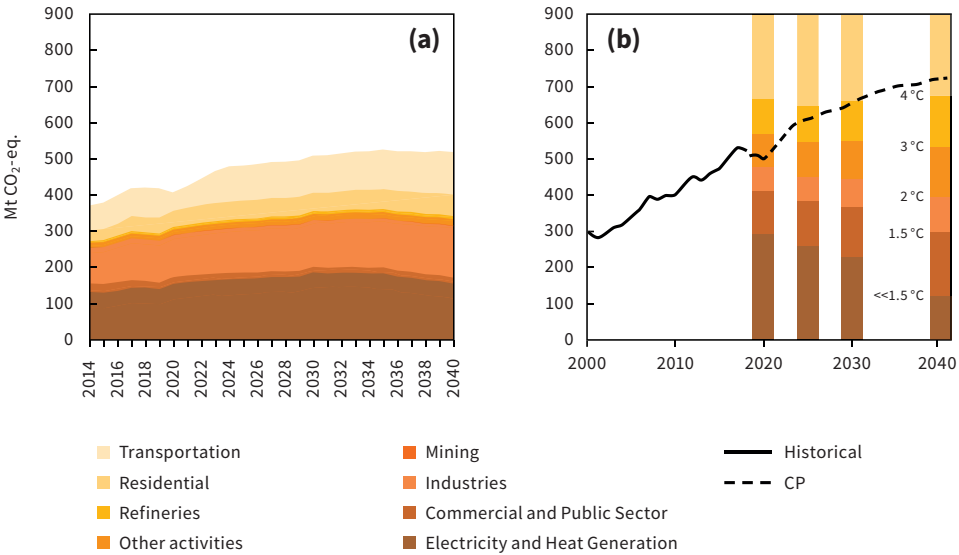 Mt CO₂-eq.
900
800
700
600
500
400
300
200
100
0
(a)
2014
2016
2018
2020
2022
2024
2026
2028
2030
2032
2034
2036
2038
2040
900
800
700
600
500
400
300
200
100
0
(b)
4 °C
3 °C
2 °C
1.5 °C
<<1.5 °C
2000
2010
2020
2030
2040
Transportation
Residential
Refineries
Other activities
Mining
Industries
Commercial and Public Sector
Electricity and Heat Generation
Historical
CP